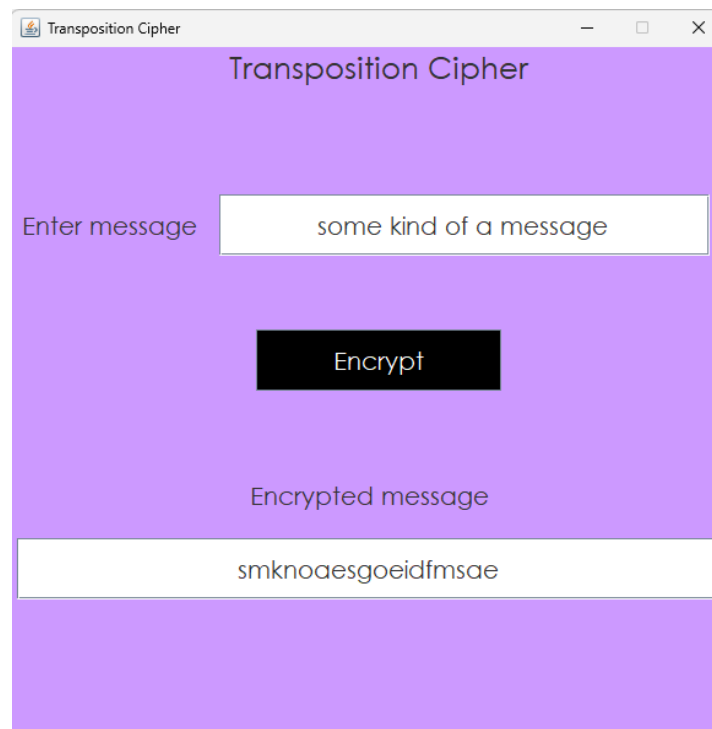 Transposition Cipher
Transposition Cipher
Enter message some kind of a message
Encrypt
Encrypted message
smknoaesgoeidfmsae